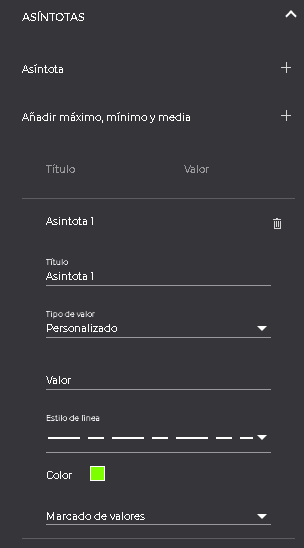 ASÍNTOTAS
Asíntota
Añadir máximo, mínimo y media
Título Valor
Asintota 1
Título
Asintota 1
Tipo de valor
Personalizado
Valor
Estilo de línea
Color
Marcado de valores